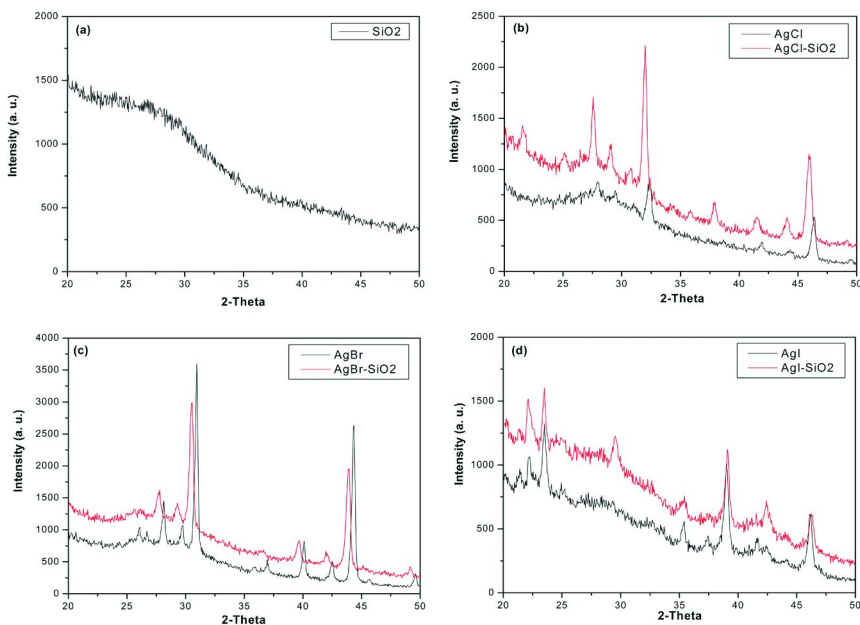 (a)
SiO2
2000
1500
1000
500
0
Intensity (a. u.)
20 25 30 35 40 45 50
2-Theta
(b)
AgCl
AgCl-SiO2
2500
2000
1500
1000
500
0
Intensity (a. u.)
20 25 30 35 40 45 50
2-Theta
(c)
AgBr
AgBr-SiO2
4000
3500
3000
2500
2000
1500
1000
500
0
Intensity (a. u.)
20 25 30 35 40 45 50
2-Theta
(d)
AgI
AgI-SiO2
2000
1500
1000
500
0
Intensity (a. u.)
20 25 30 35 40 45 50
2-Theta